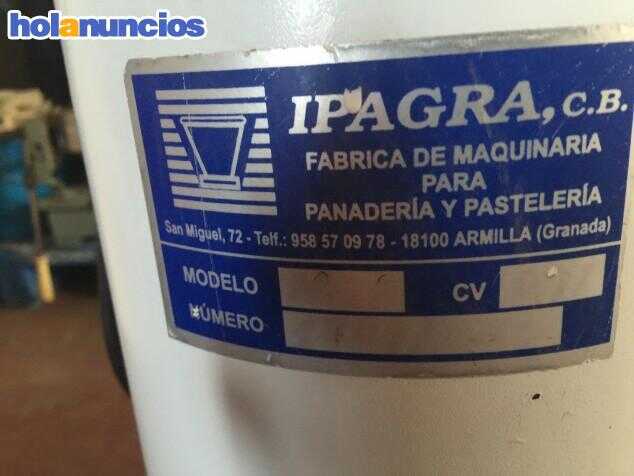 holanuncios
IPAGRA, C.B.
FABRICA DE MAQUINARIA
PARA
PANADERÍA Y PASTELERÍA
San Miguel, 72 - Telf.: 958 57 09 78 - 18100 ARMILLA (Granada)
MODELO CV
NÚMERO